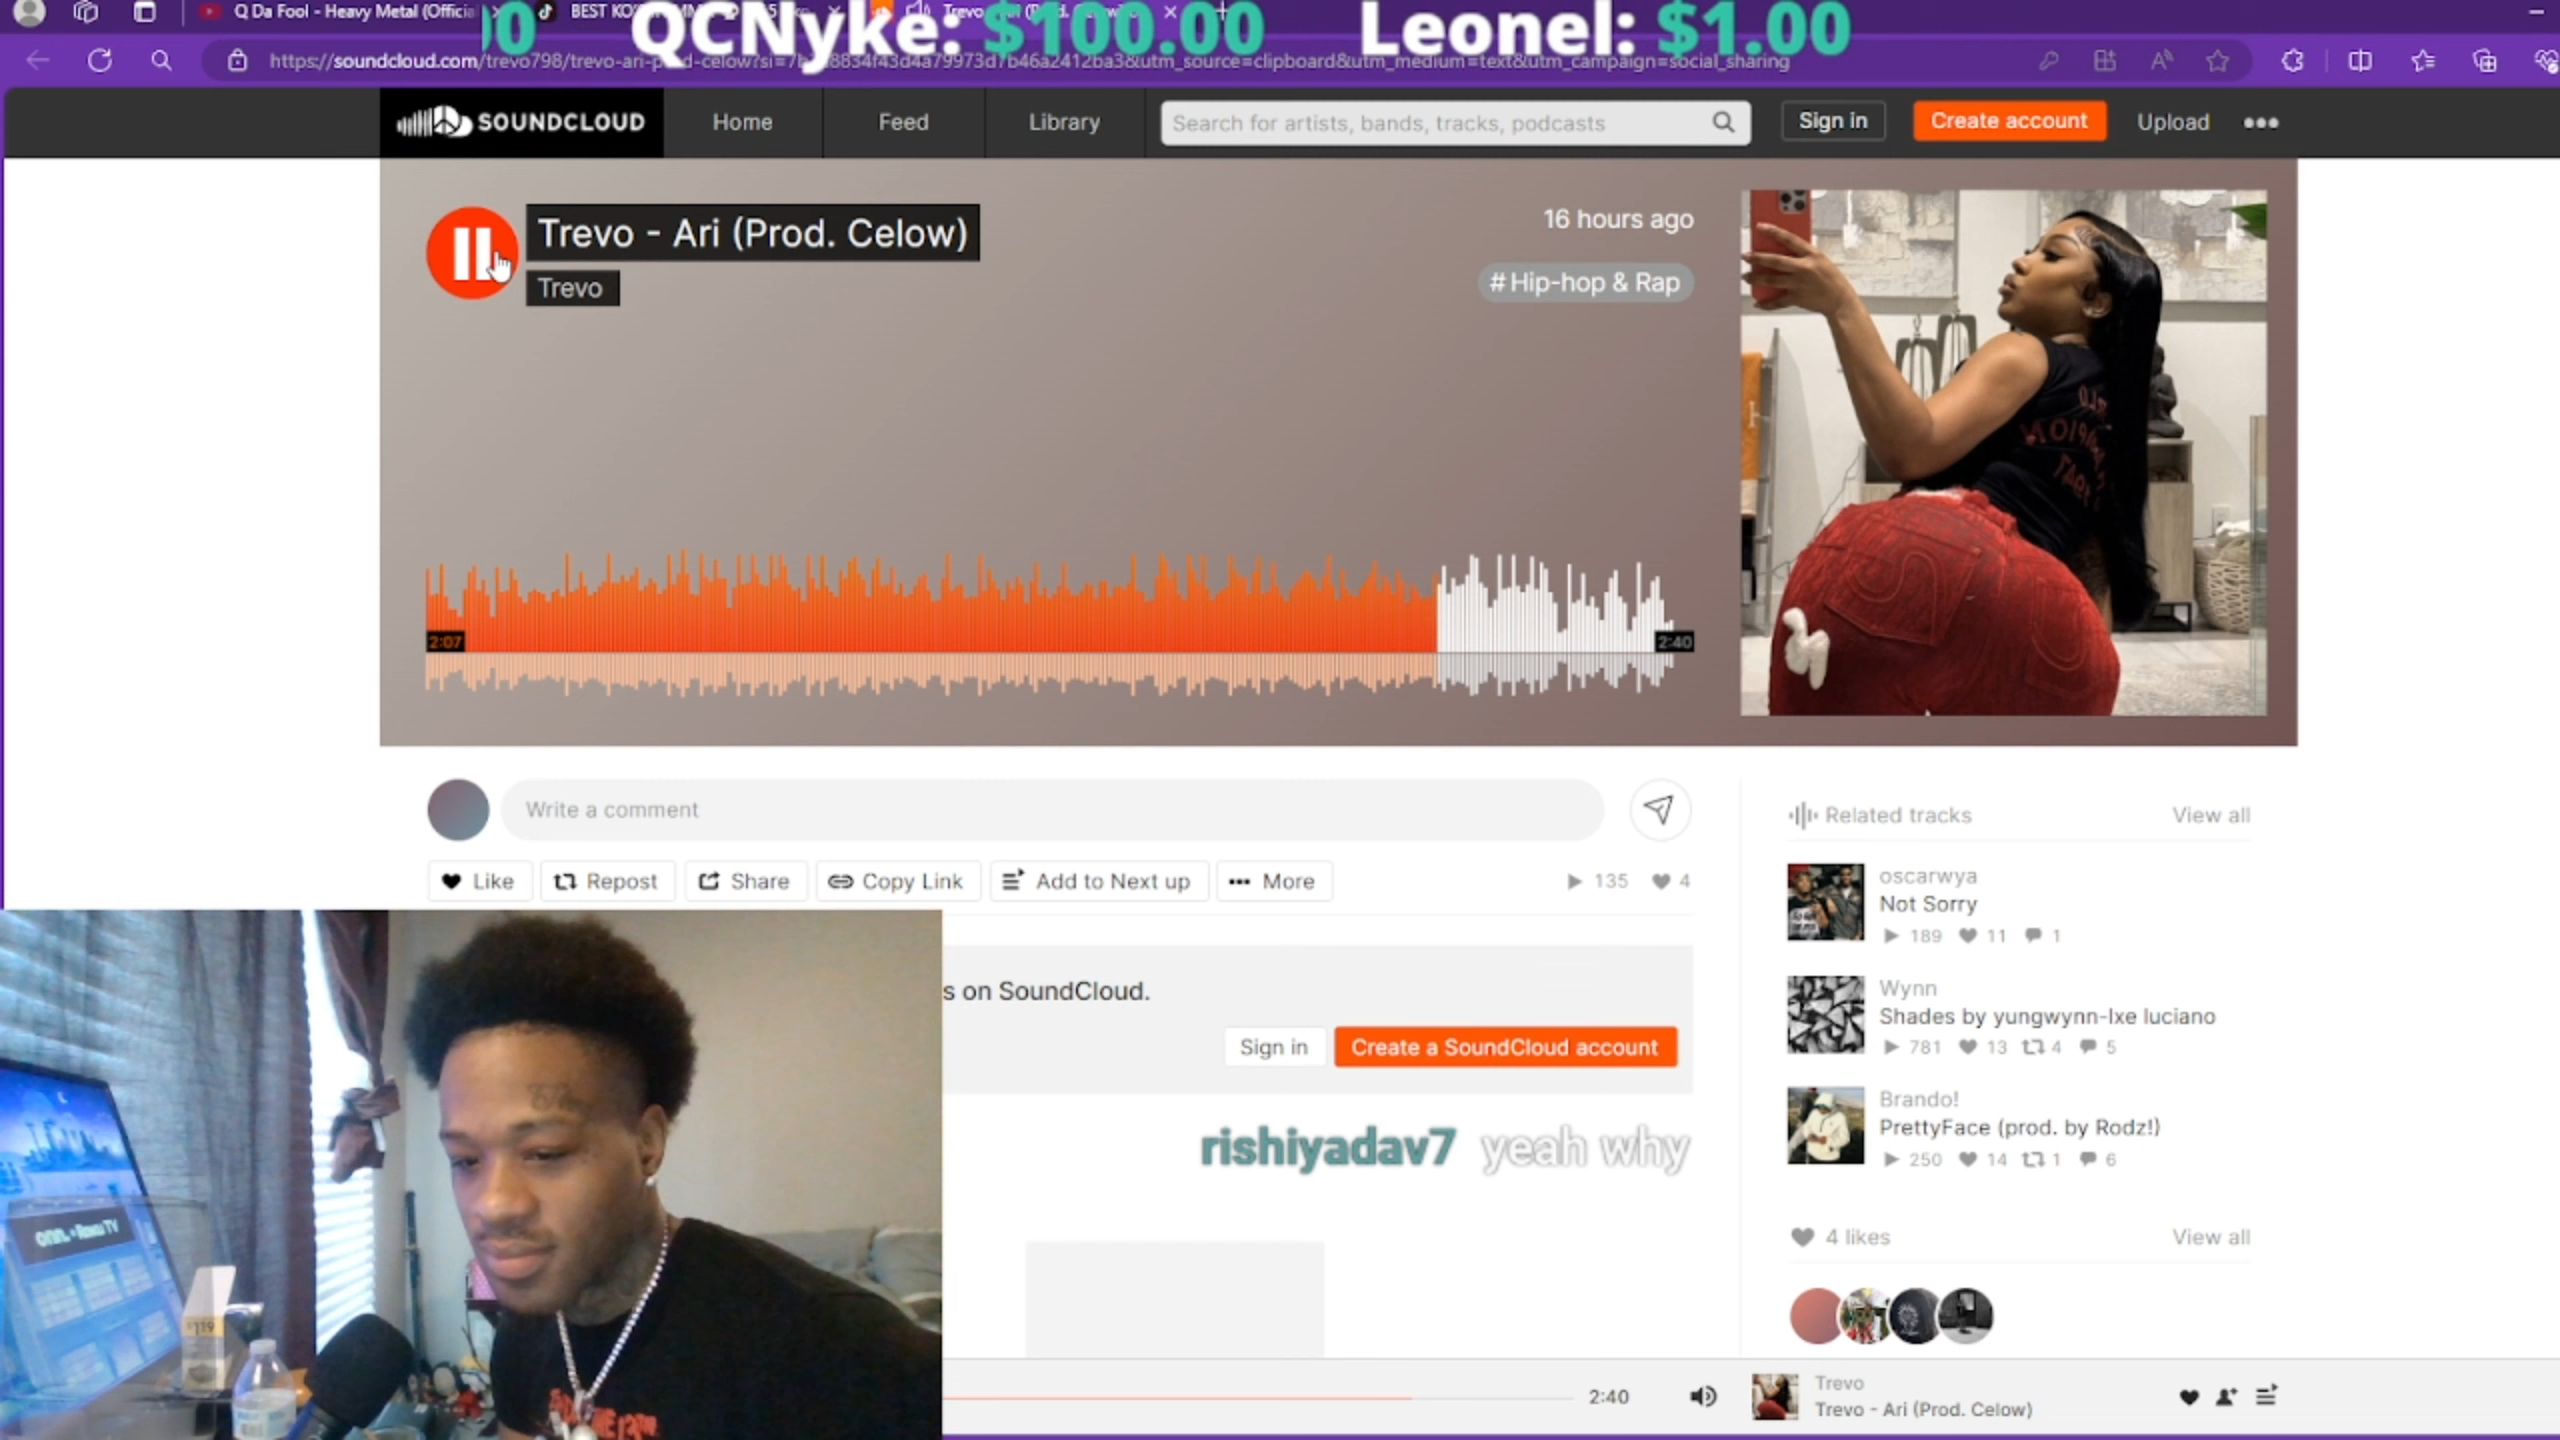 Q Da Fool - Heavy Metal (Officia
QCNyke: $100.00 Leonel: $1.00
SOUNDCLOUD
Home
Feed
Library
Search for artists, bands, tracks, podcasts
Sign in
Create account
Upload
Trevo - Ari (Prod. Celow)
Trevo
16 hours ago
# Hip-hop & Rap
2:07
2:40
Write a comment
Like
Repost
Share
Copy Link
Add to Next up
More
135
4
Related tracks
View all
oscarwya
Not Sorry
189 11 1
Wynn
Shades by yungwynn-lxe luciano
781 13 4 5
Brando!
PrettyFace (prod. by Rodz!)
250 14 1 6
s on SoundCloud.
Sign in
Create a SoundCloud account
rishiyadav7 yeah why
4 likes
View all
onn. Roku TV
2:40
Trevo
Trevo - Ari (Prod. Celow)